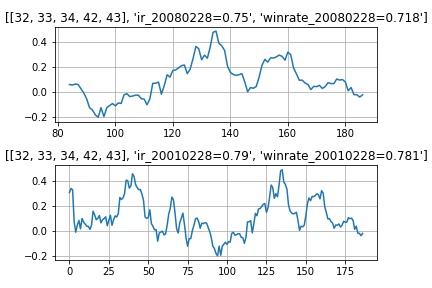 [[32, 33, 34, 42, 43], 'ir_20080228=0.75', 'winrate_20080228=0.718']
0.4
0.2
0.0
−0.2
80 100 120 140 160 180
[[32, 33, 34, 42, 43], 'ir_20010228=0.79', 'winrate_20010228=0.781']
0.4
0.2
0.0
−0.2
0 25 50 75 100 125 150 175